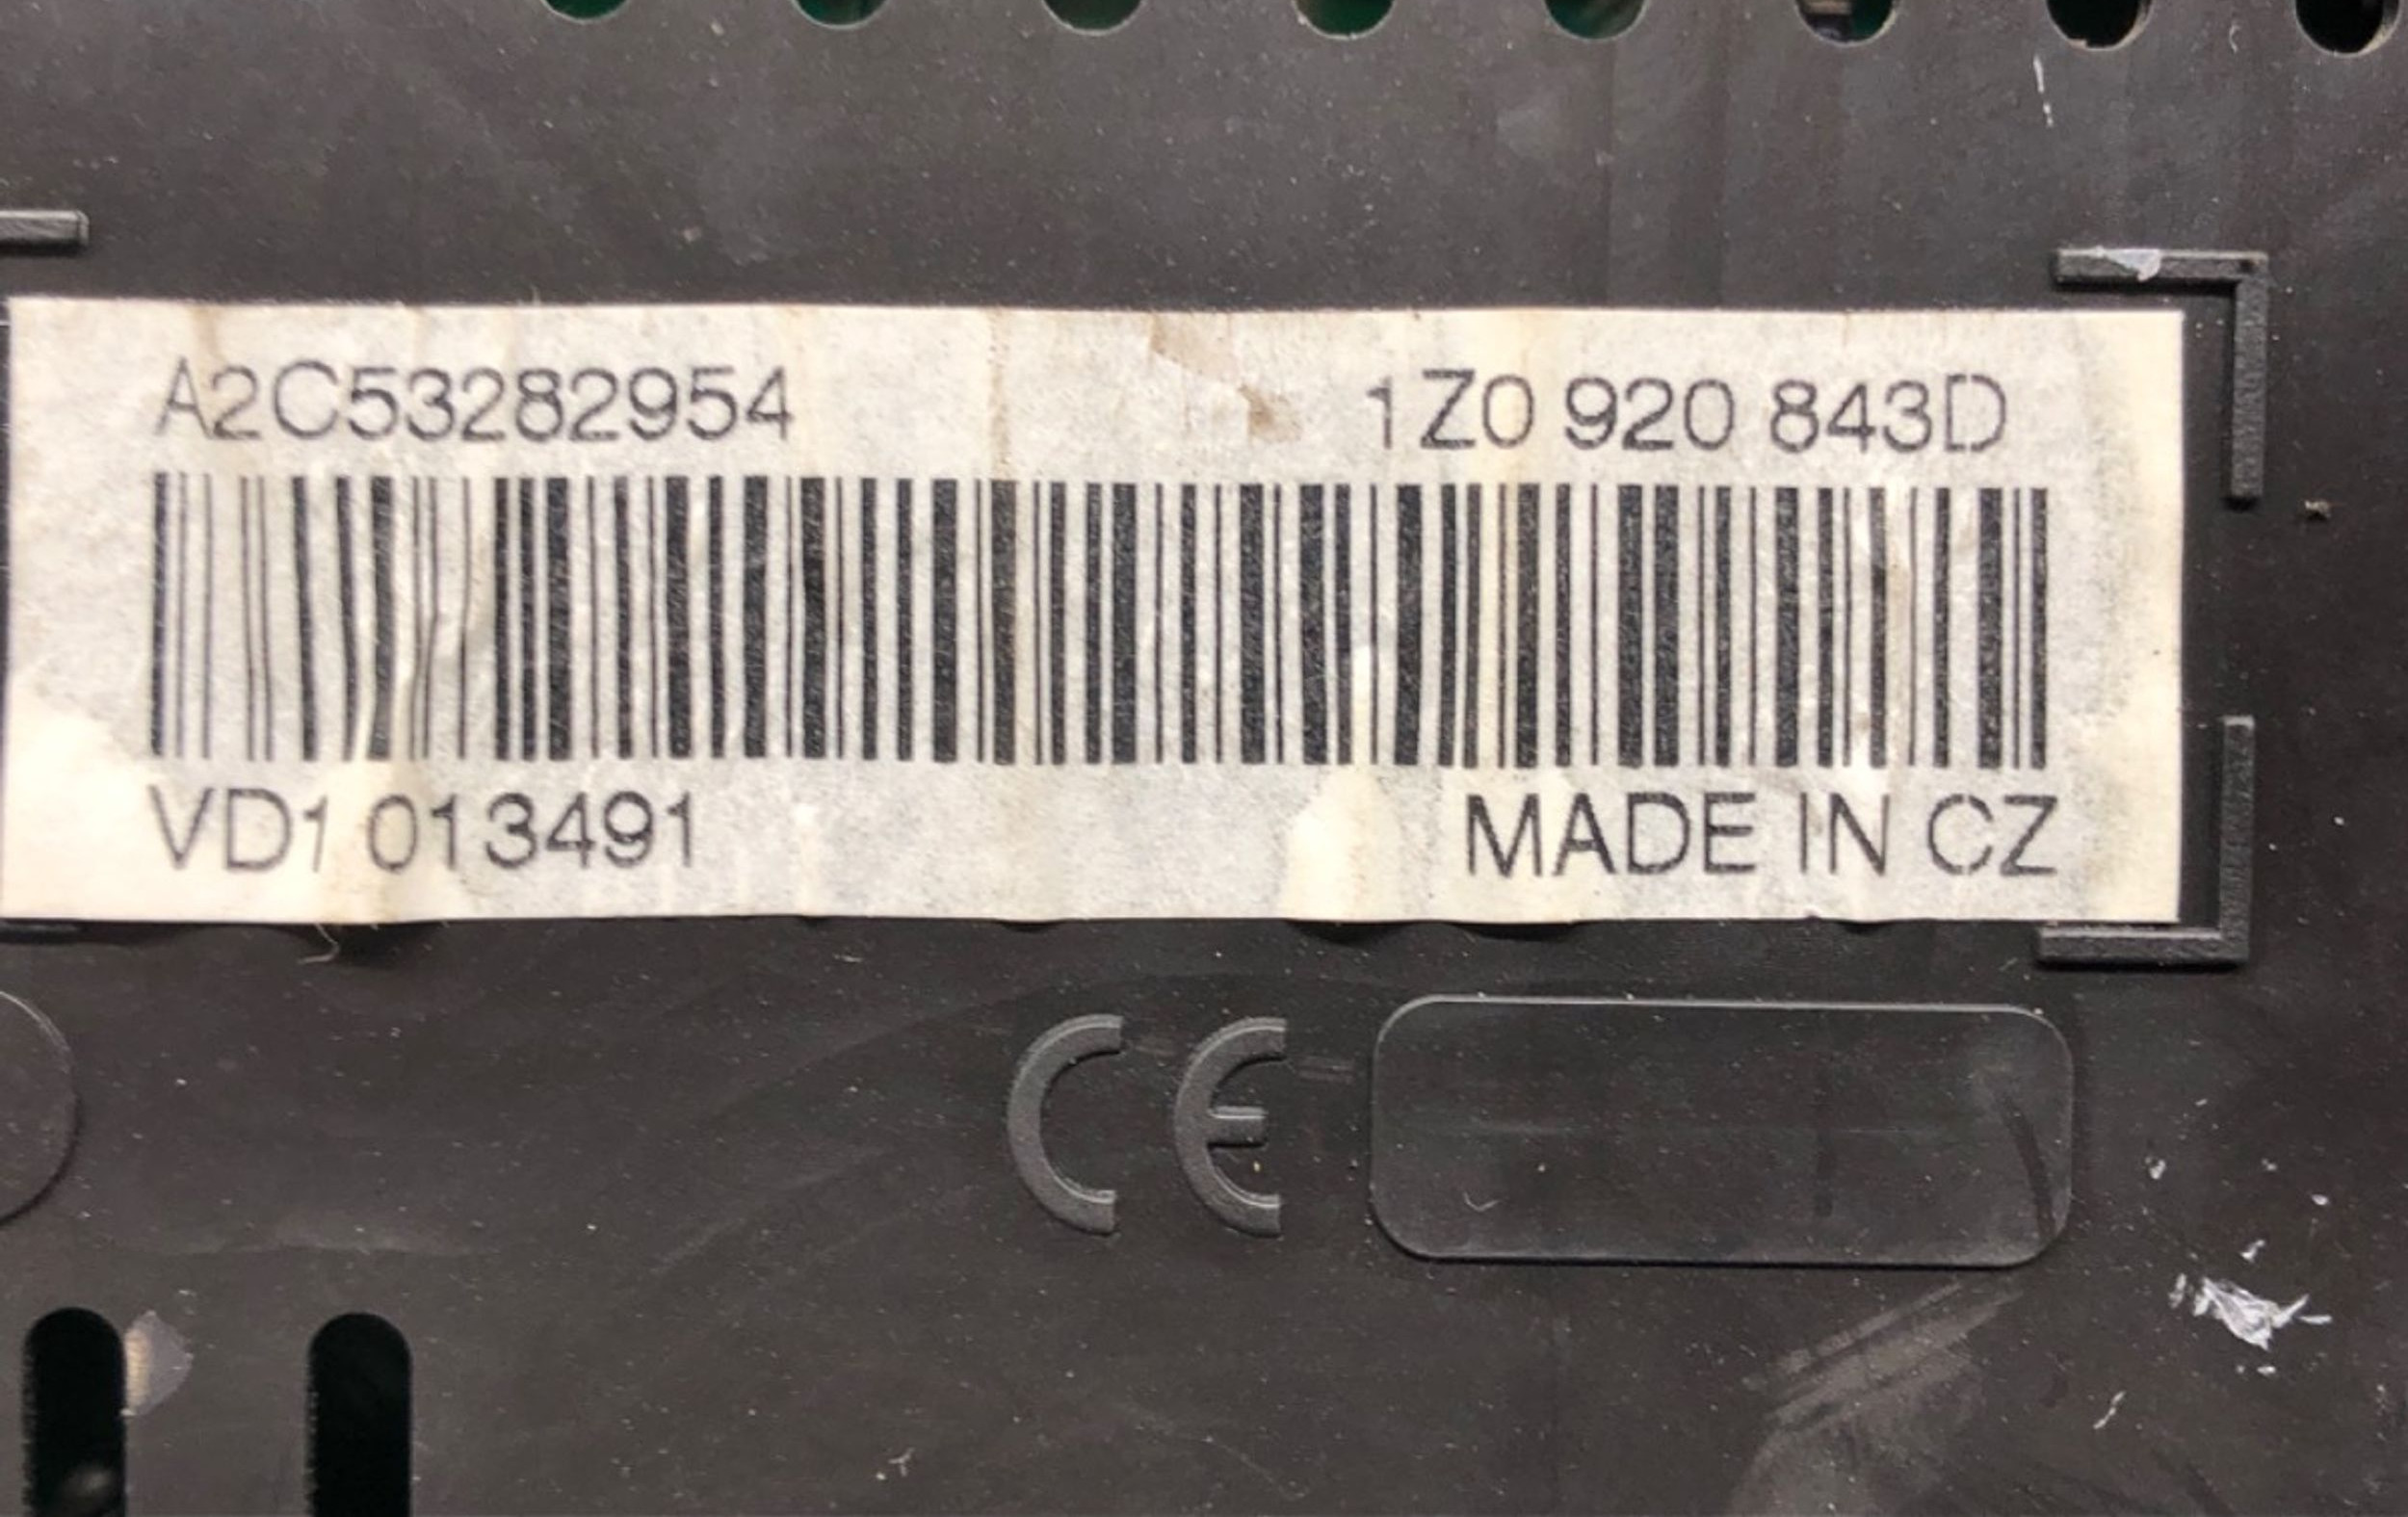 A2C53282954 1Z0 920 843D
VD1 013491 MADE IN CZ
CE